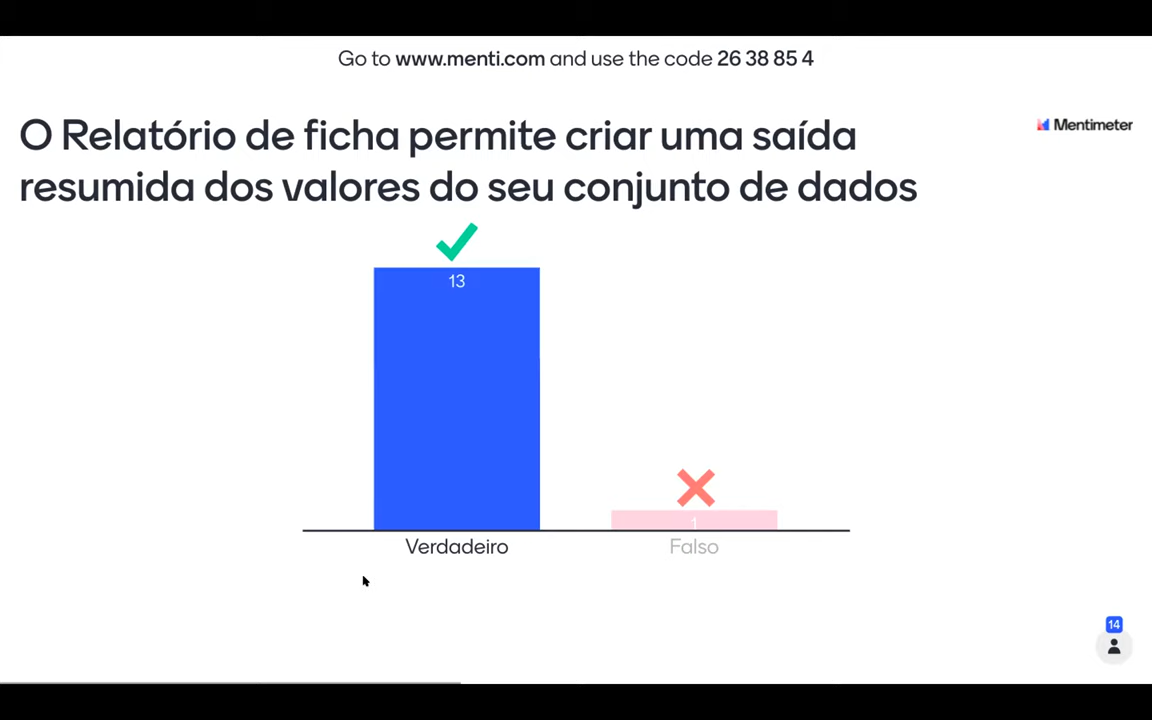 Go to www.menti.com and use the code 26 38 85 4
O Relatório de ficha permite criar uma saída
resumida dos valores do seu conjunto de dados
Mentimeter
13
1
Verdadeiro
Falso
14